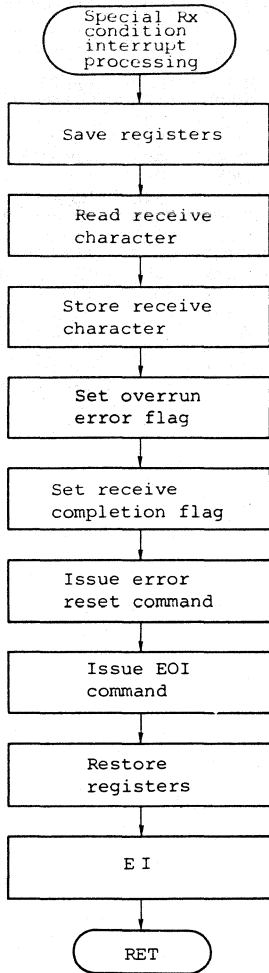 Special Rx
condition
interrupt
processing
Save registers
Read receive
character
Store receive
character
Set overrun
error flag
Set receive
completion flag
Issue error
reset command
Issue EOI
command
Restore
registers
EI
RET